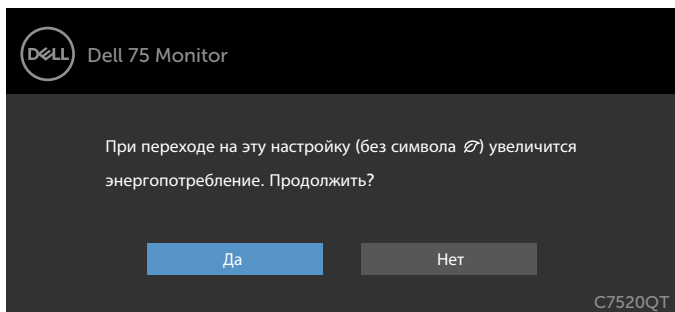 DELL Dell 75 Monitor
При переходе на эту настройку (без символа ) увеличится
энергопотребление. Продолжить?
Да Нет
C7520QT